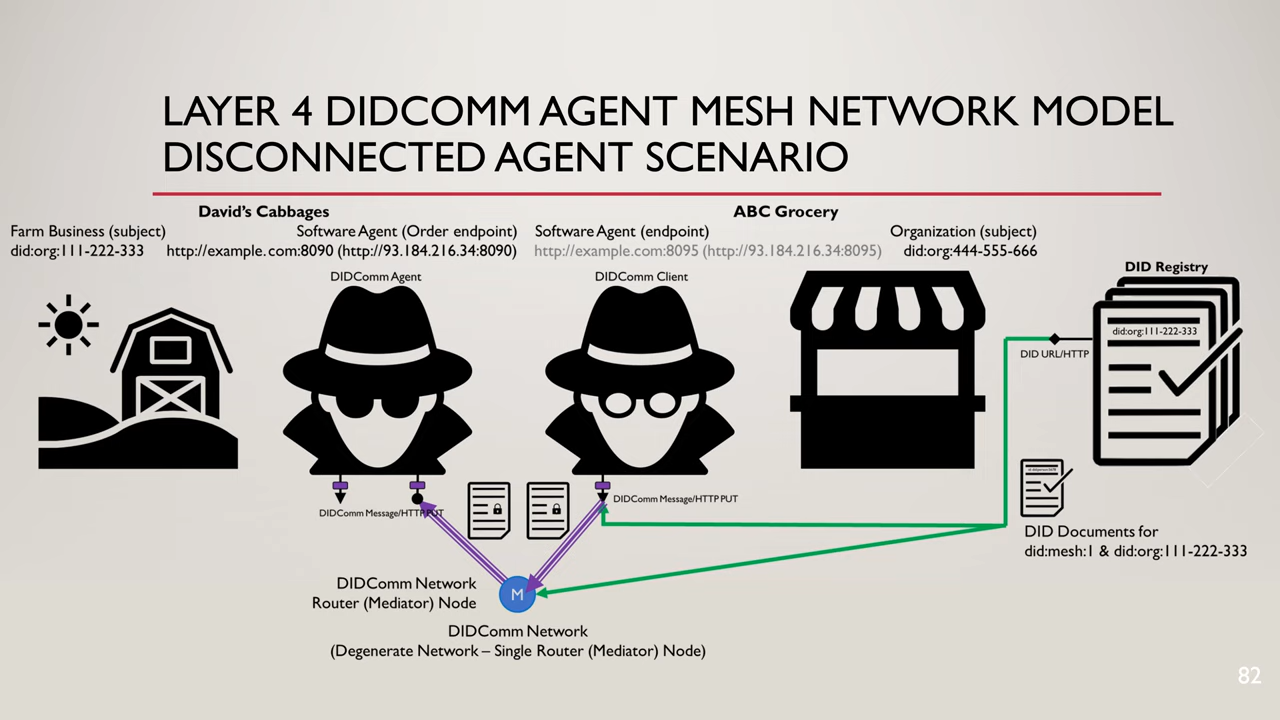 LAYER 4 DIDCOMM AGENT MESH NETWORK MODEL
DISCONNECTED AGENT SCENARIO
David's Cabbages
ABC Grocery
Farm Business (subject)
Software Agent (Order endpoint)
Software Agent (endpoint)
Organization (subject)
did:org:111-222-333
http://example.com:8090 (http://93.184.216.34:8090)
http://example.com:8095 (http://93.184.216.34:8095)
did:org:444-555-666
DIDComm Agent
DIDComm Client
DID Registry
did:org:111-222-333
DID URL/HTTP
DIDComm Message/HTTP PUT
DIDComm Message/HTTP PUT
DID Documents for
did:mesh:1 & did:org:111-222-333
DIDComm Network
Router (Mediator) Node
M
DIDComm Network
(Degenerate Network – Single Router (Mediator) Node)
82